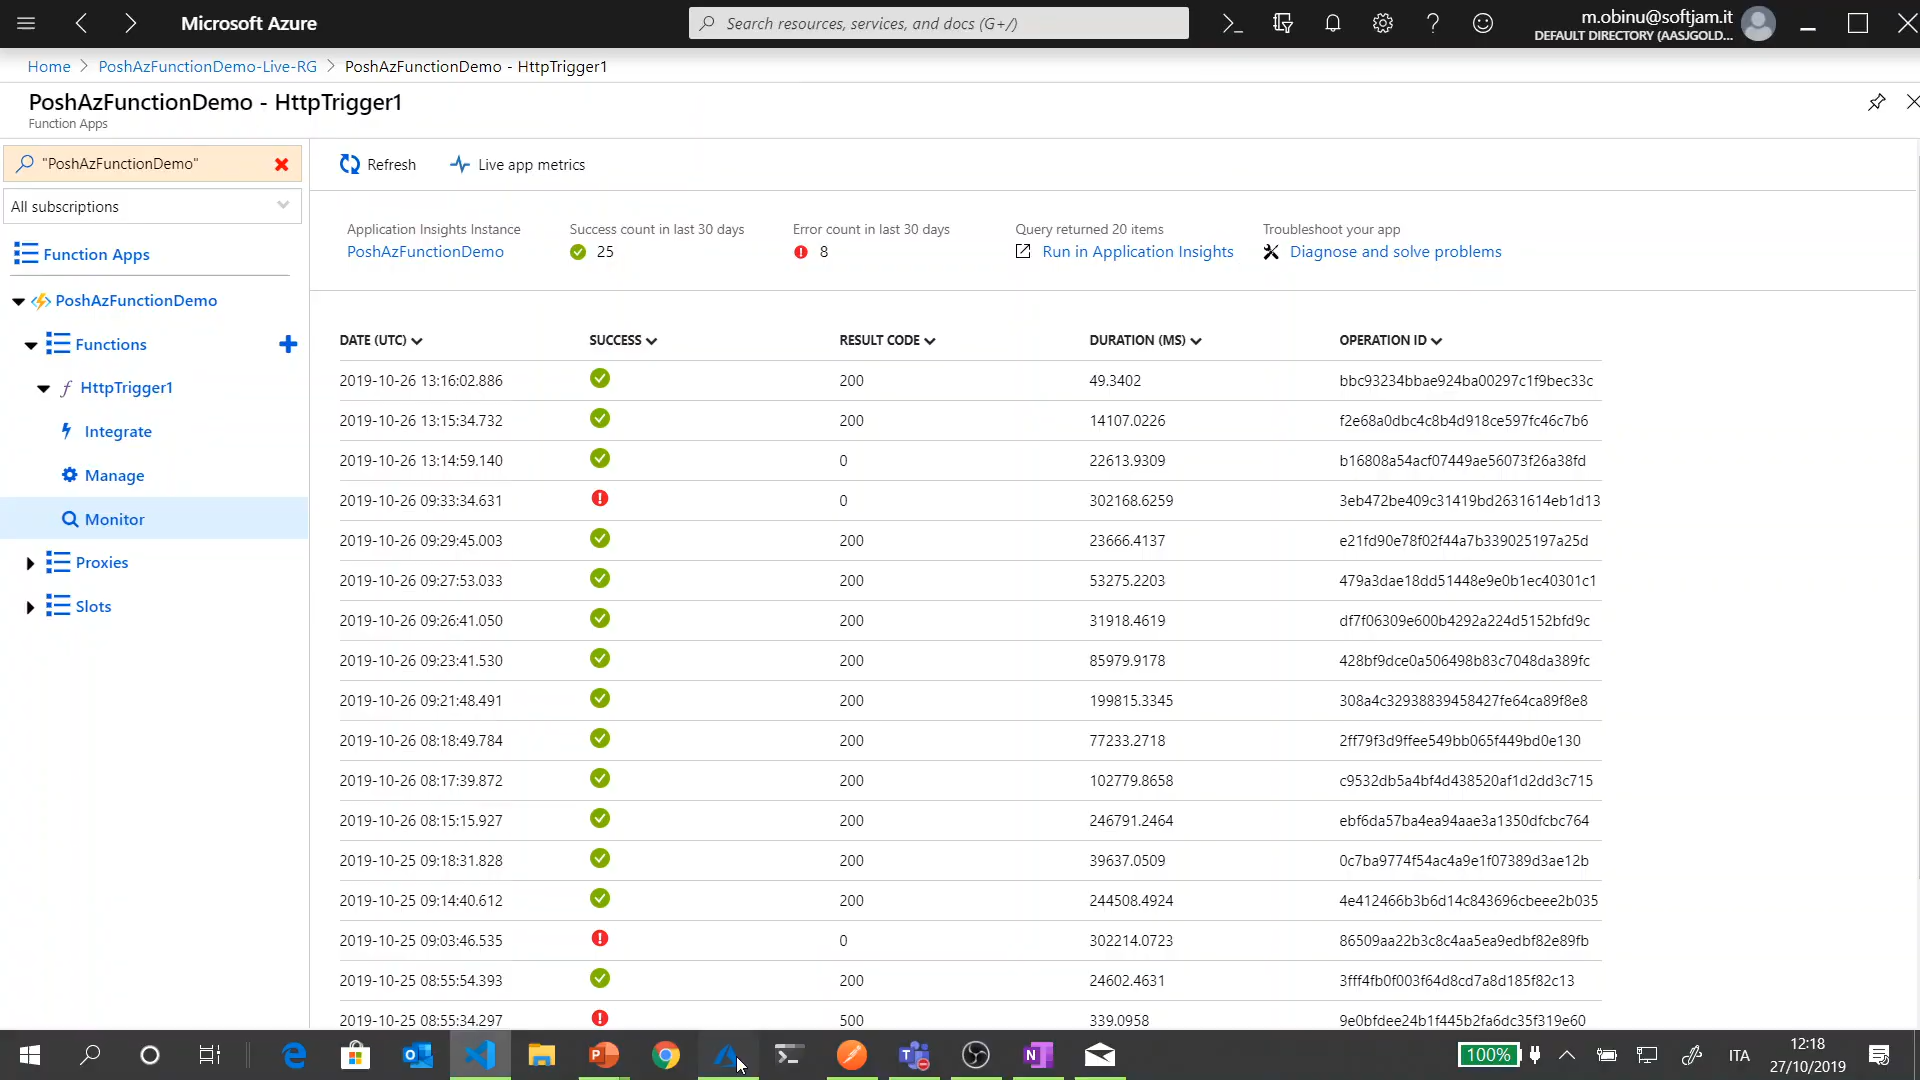 Microsoft Azure
Search resources, services, and docs (G+/)
m.obinu@softjam.it
DEFAULT DIRECTORY (AASJGOLD...
Home > PoshAzFunctionDemo-Live-RG > PoshAzFunctionDemo - HttpTrigger1
PoshAzFunctionDemo - HttpTrigger1
Function Apps
"PoshAzFunctionDemo"
All subscriptions
Function Apps
PoshAzFunctionDemo
Functions
HttpTrigger1
Integrate
Manage
Monitor
Proxies
Slots
Refresh Live app metrics
Application Insights Instance
PoshAzFunctionDemo
Success count in last 30 days
25
Error count in last 30 days
8
Query returned 20 items
Run in Application Insights
Troubleshoot your app
Diagnose and solve problems
DATE (UTC) SUCCESS RESULT CODE DURATION (MS) OPERATION ID
2019-10-26 13:16:02.886 200 49.3402 bbc93234bbae924ba00297c1f9bec33c
2019-10-26 13:15:34.732 200 14107.0226 f2e68a0dbc4c8b4d918ce597fc46c7b6
2019-10-26 13:14:59.140 0 22613.9309 b16808a54acf07449ae56073f26a38fd
2019-10-26 09:33:34.631 0 302168.6259 3eb472be409c31419bd2631614eb1d13
2019-10-26 09:29:45.003 200 23666.4137 e21fd90e78f02f44a7b339025197a25d
2019-10-26 09:27:53.033 200 53275.2203 479a3dae18dd51448e9e0b1ec40301c1
2019-10-26 09:26:41.050 200 31918.4619 df7f06309e600b4292a224d5152bfd9c
2019-10-26 09:23:41.530 200 85979.9178 428bf9dce0a506498b83c7048da389fc
2019-10-26 09:21:48.491 200 199815.3345 308a4c32938839458427fe64ca89f8e8
2019-10-26 08:18:49.784 200 77233.2718 2ff79f3d9ffee549bb065f449bd0e130
2019-10-26 08:17:39.872 200 102779.8658 c9532db5a4bf4d438520af1d2dd3c715
2019-10-26 08:15:15.927 200 246791.2464 ebf6da57ba4ea94aae3a1350dfcbc764
2019-10-25 09:18:31.828 200 39637.0509 0c7ba9774f54ac4a9e1f07389d3ae12b
2019-10-25 09:14:40.612 200 244508.4924 4e412466b3b6d14c843696cbeee2b035
2019-10-25 09:03:46.535 0 302214.0723 86509aa22b3c8c4aa5ea9edbf82e89fb
2019-10-25 08:55:54.393 200 24602.4631 3fff4fb0f003f64d8cd7a8d185f82c13
2019-10-25 08:55:34.297 500 339.0958 9e0bfdee24b1f445b2fa6dc35f319e60
100%
ITA
12:18
27/10/2019